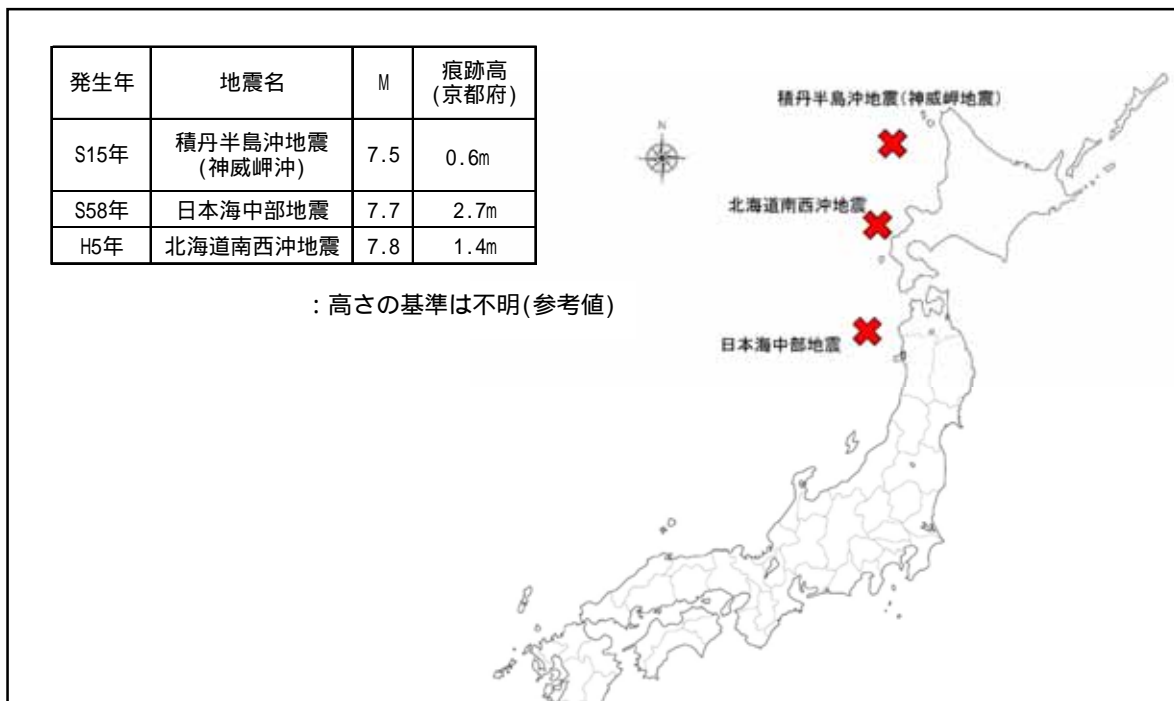 発生年 地震名 M 痕跡高
(京都府)
S15年 積丹半島沖地震
(神威岬沖) 7.5 0.6m
S58年 日本海中部地震 7.7 2.7m
H5年 北海道南西沖地震 7.8 1.4m
：高さの基準は不明(参考値)
積丹半島沖地震(神威岬地震)
N
北海道南西沖地震
日本海中部地震